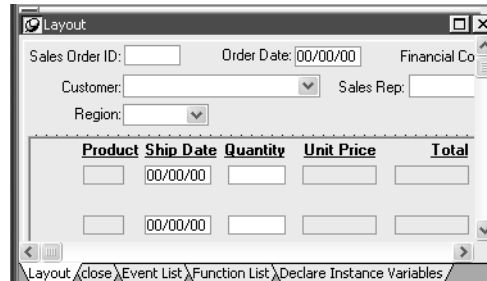 Layout
Sales Order ID: Order Date: 00/00/00 Financial Co
Customer: Sales Rep:
Region:
Product Ship Date Quantity Unit Price Total
00/00/00
00/00/00
Layout close Event List Function List Declare Instance Variables